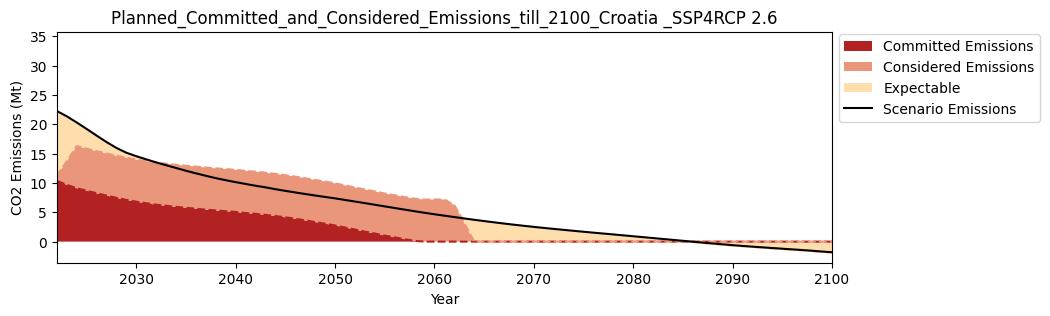 Planned_Committed_and_Considered_Emissions_till_2100_Croatia _SSP4RCP 2.6
35
30
25
20
15
10
5
0
CO2 Emissions (Mt)
2030
2040
2050
2060
2070
2080
2090
2100
Year
Committed Emissions
Considered Emissions
Expectable
Scenario Emissions